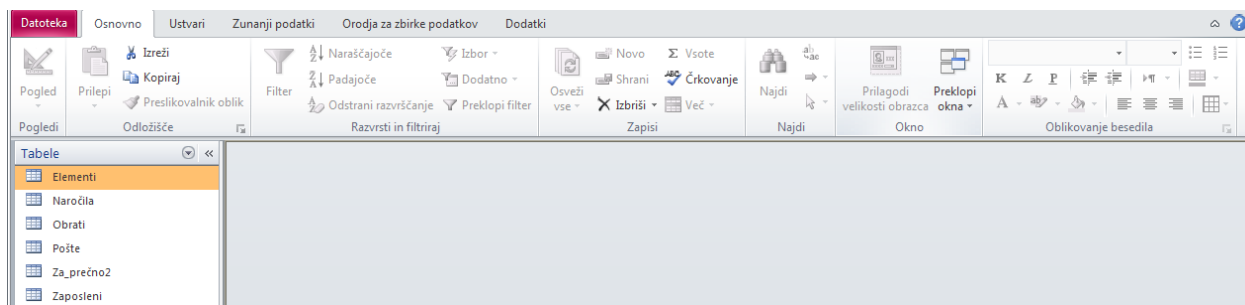 Datoteka Osnovno Ustvari Zunanji podatki Orodja za zbirke podatkov Dodatki
Pogled
Prilepi
Izreži
Kopiraj
Preslikovalnik oblik
Filter
Naraščajoče
Padajoče
Odstrani razvrščanje
Izbor
Dodatno
Preklopi filter
Osveži
vse
Novo
Shrani
Izbriši
Vsote
Črkovanje
Več
Najdi
Prilagodi
velikosti obrazca
Preklopi
okna
K L P
A
Pogledi Odložišče Razvrsti in filtriraj Zapisi Najdi Okno Oblikovanje besedila
Tabele
Elementi
Naročila
Obrati
Pošte
Za_prečno2
Zaposleni